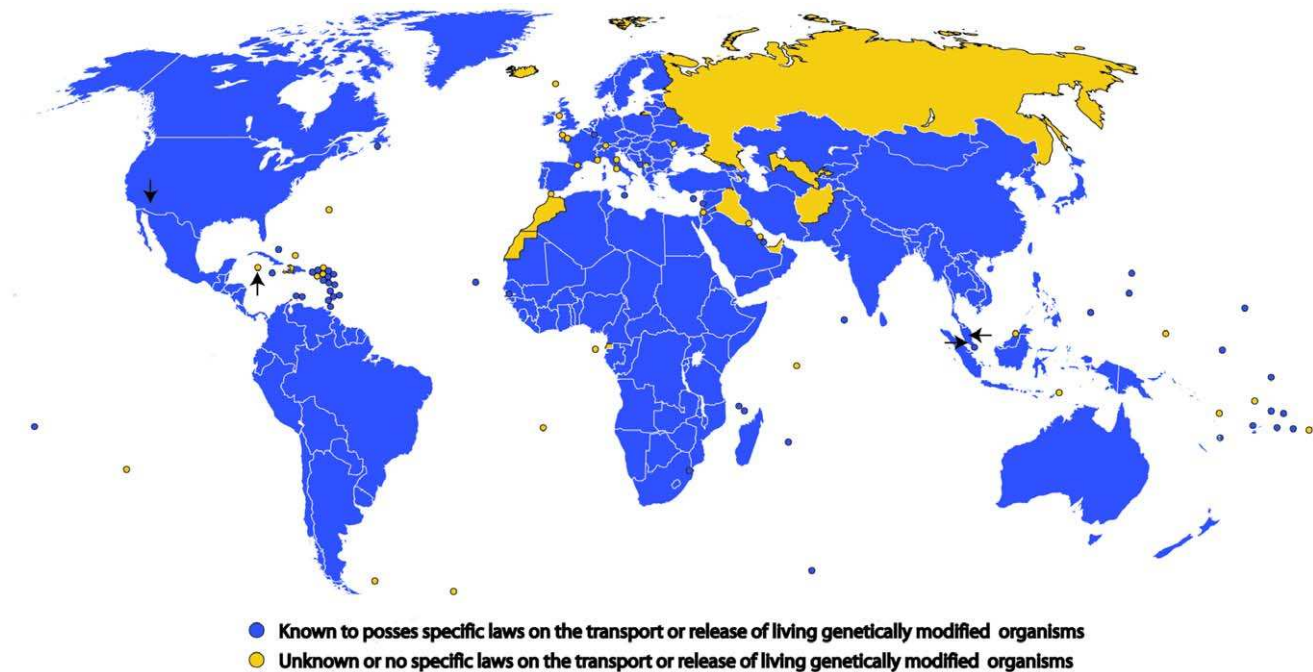 Known to posses specific laws on the transport or release of living genetically modified organisms
Unknown or no specific laws on the transport or release of living genetically modified organisms